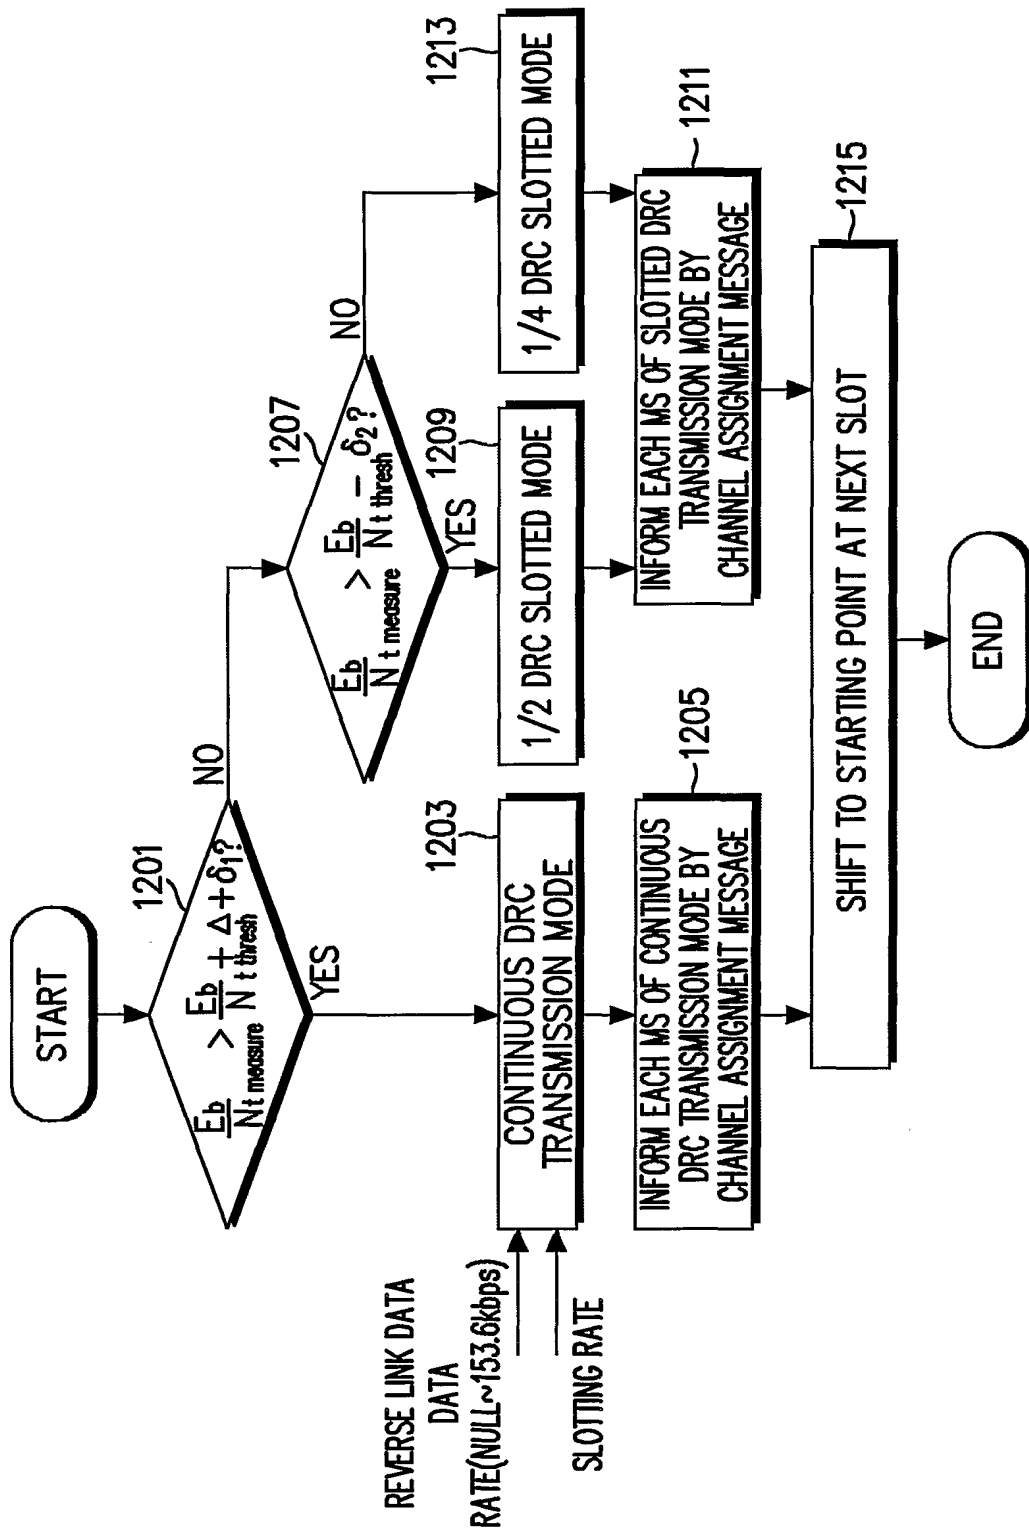 START
1201
Eb/Nt measure > Eb/Nt thresh + Δ + δ1?
NO
YES
1207
Eb/Nt measure > Eb/Nt thresh - δ2?
NO
YES
REVERSE LINK DATA
DATA
RATE(NULL~153.6kbps)
SLOTTING RATE
1203
CONTINUOUS DRC
TRANSMISSION MODE
1209
1/2 DRC SLOTTED MODE
1213
1/4 DRC SLOTTED MODE
1205
INFORM EACH MS OF CONTINUOUS
DRC TRANSMISSION MODE BY
CHANNEL ASSIGNMENT MESSAGE
1211
INFORM EACH MS OF SLOTTED DRC
TRANSMISSION MODE BY
CHANNEL ASSIGNMENT MESSAGE
1215
SHIFT TO STARTING POINT AT NEXT SLOT
END